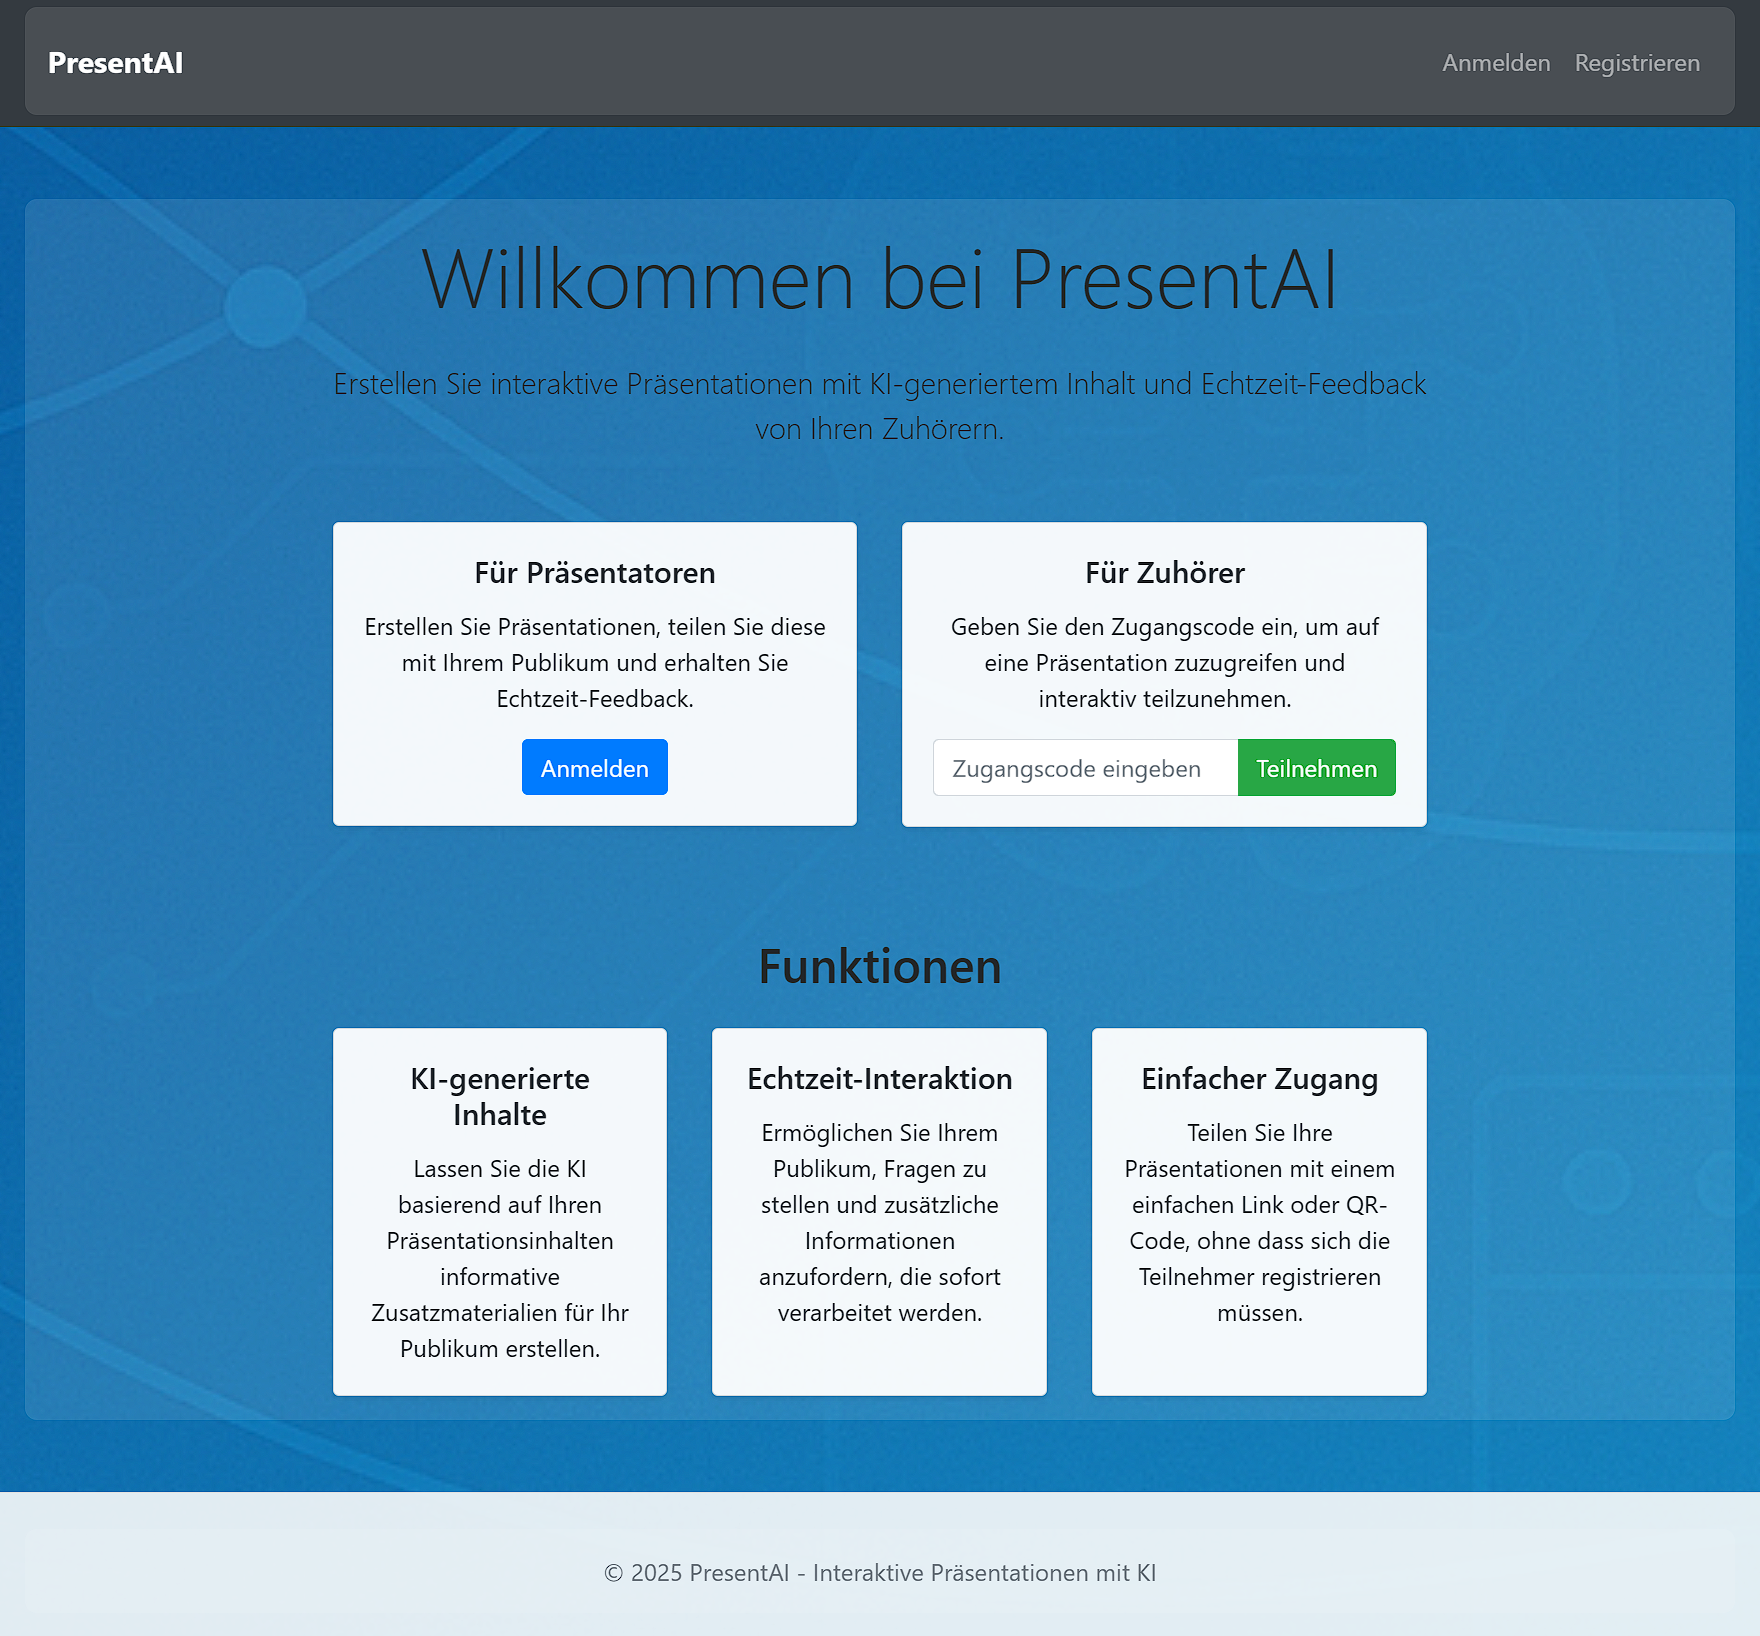 PresentAI
Anmelden Registrieren
Willkommen bei PresentAI
Erstellen Sie interaktive Präsentationen mit KI-generiertem Inhalt und Echtzeit-Feedback
von Ihren Zuhörern.
Für Präsentatoren
Erstellen Sie Präsentationen, teilen Sie diese
mit Ihrem Publikum und erhalten Sie
Echtzeit-Feedback.
Anmelden
Für Zuhörer
Geben Sie den Zugangscode ein, um auf
eine Präsentation zuzugreifen und
interaktiv teilzunehmen.
Zugangscode eingeben
Teilnehmen
Funktionen
KI-generierte
Inhalte
Lassen Sie die KI
basierend auf Ihren
Präsentationsinhalten
informative
Zusatzmaterialien für Ihr
Publikum erstellen.
Echtzeit-Interaktion
Ermöglichen Sie Ihrem
Publikum, Fragen zu
stellen und zusätzliche
Informationen
anzufordern, die sofort
verarbeitet werden.
Einfacher Zugang
Teilen Sie Ihre
Präsentationen mit einem
einfachen Link oder QR-
Code, ohne dass sich die
Teilnehmer registrieren
müssen.
© 2025 PresentAI - Interaktive Präsentationen mit KI